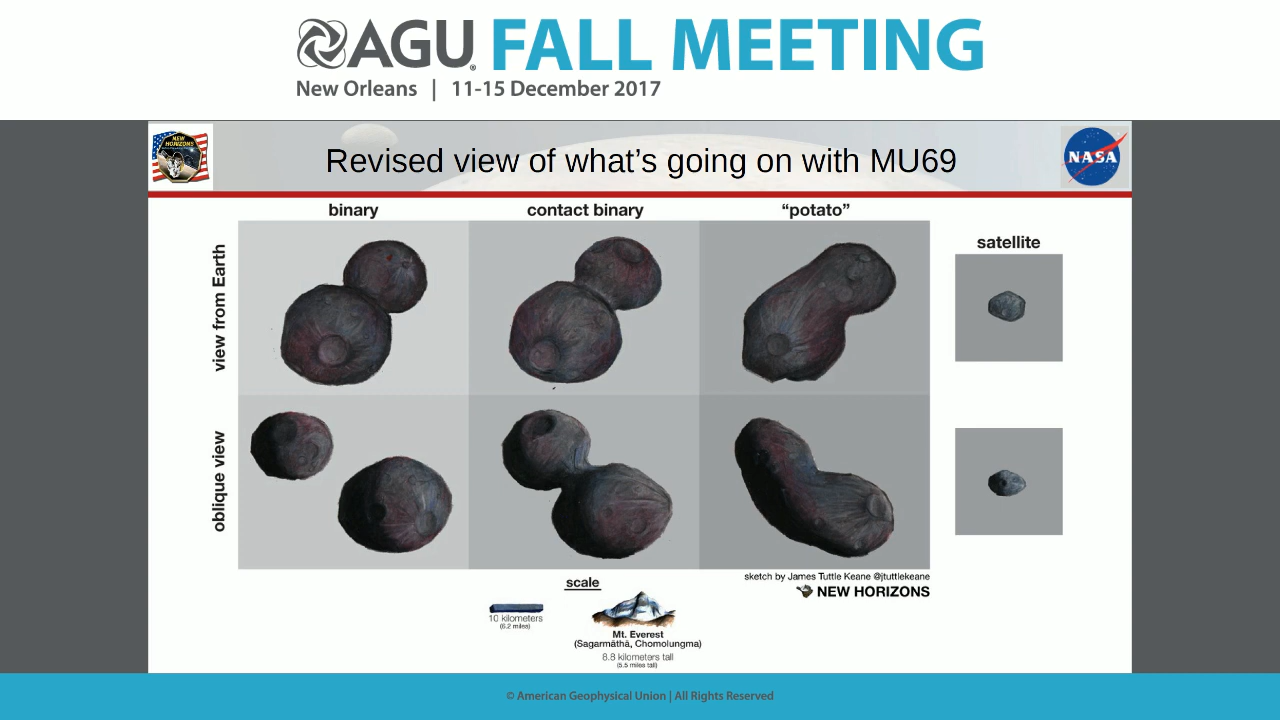 AGU FALL MEETING
New Orleans | 11-15 December 2017
NEW HORIZONS
Revised view of what's going on with MU69
NASA
binary
contact binary
“potato”
satellite
view from Earth
oblique view
sketch by James Tuttle Keane @jtuttlekeane
NEW HORIZONS
scale
10 kilometers
(6.2 miles)
Mt. Everest
(Sagarmāthā, Chomolungma)
8.8 kilometers tall
(5.5 miles tall)
© American Geophysical Union | All Rights Reserved